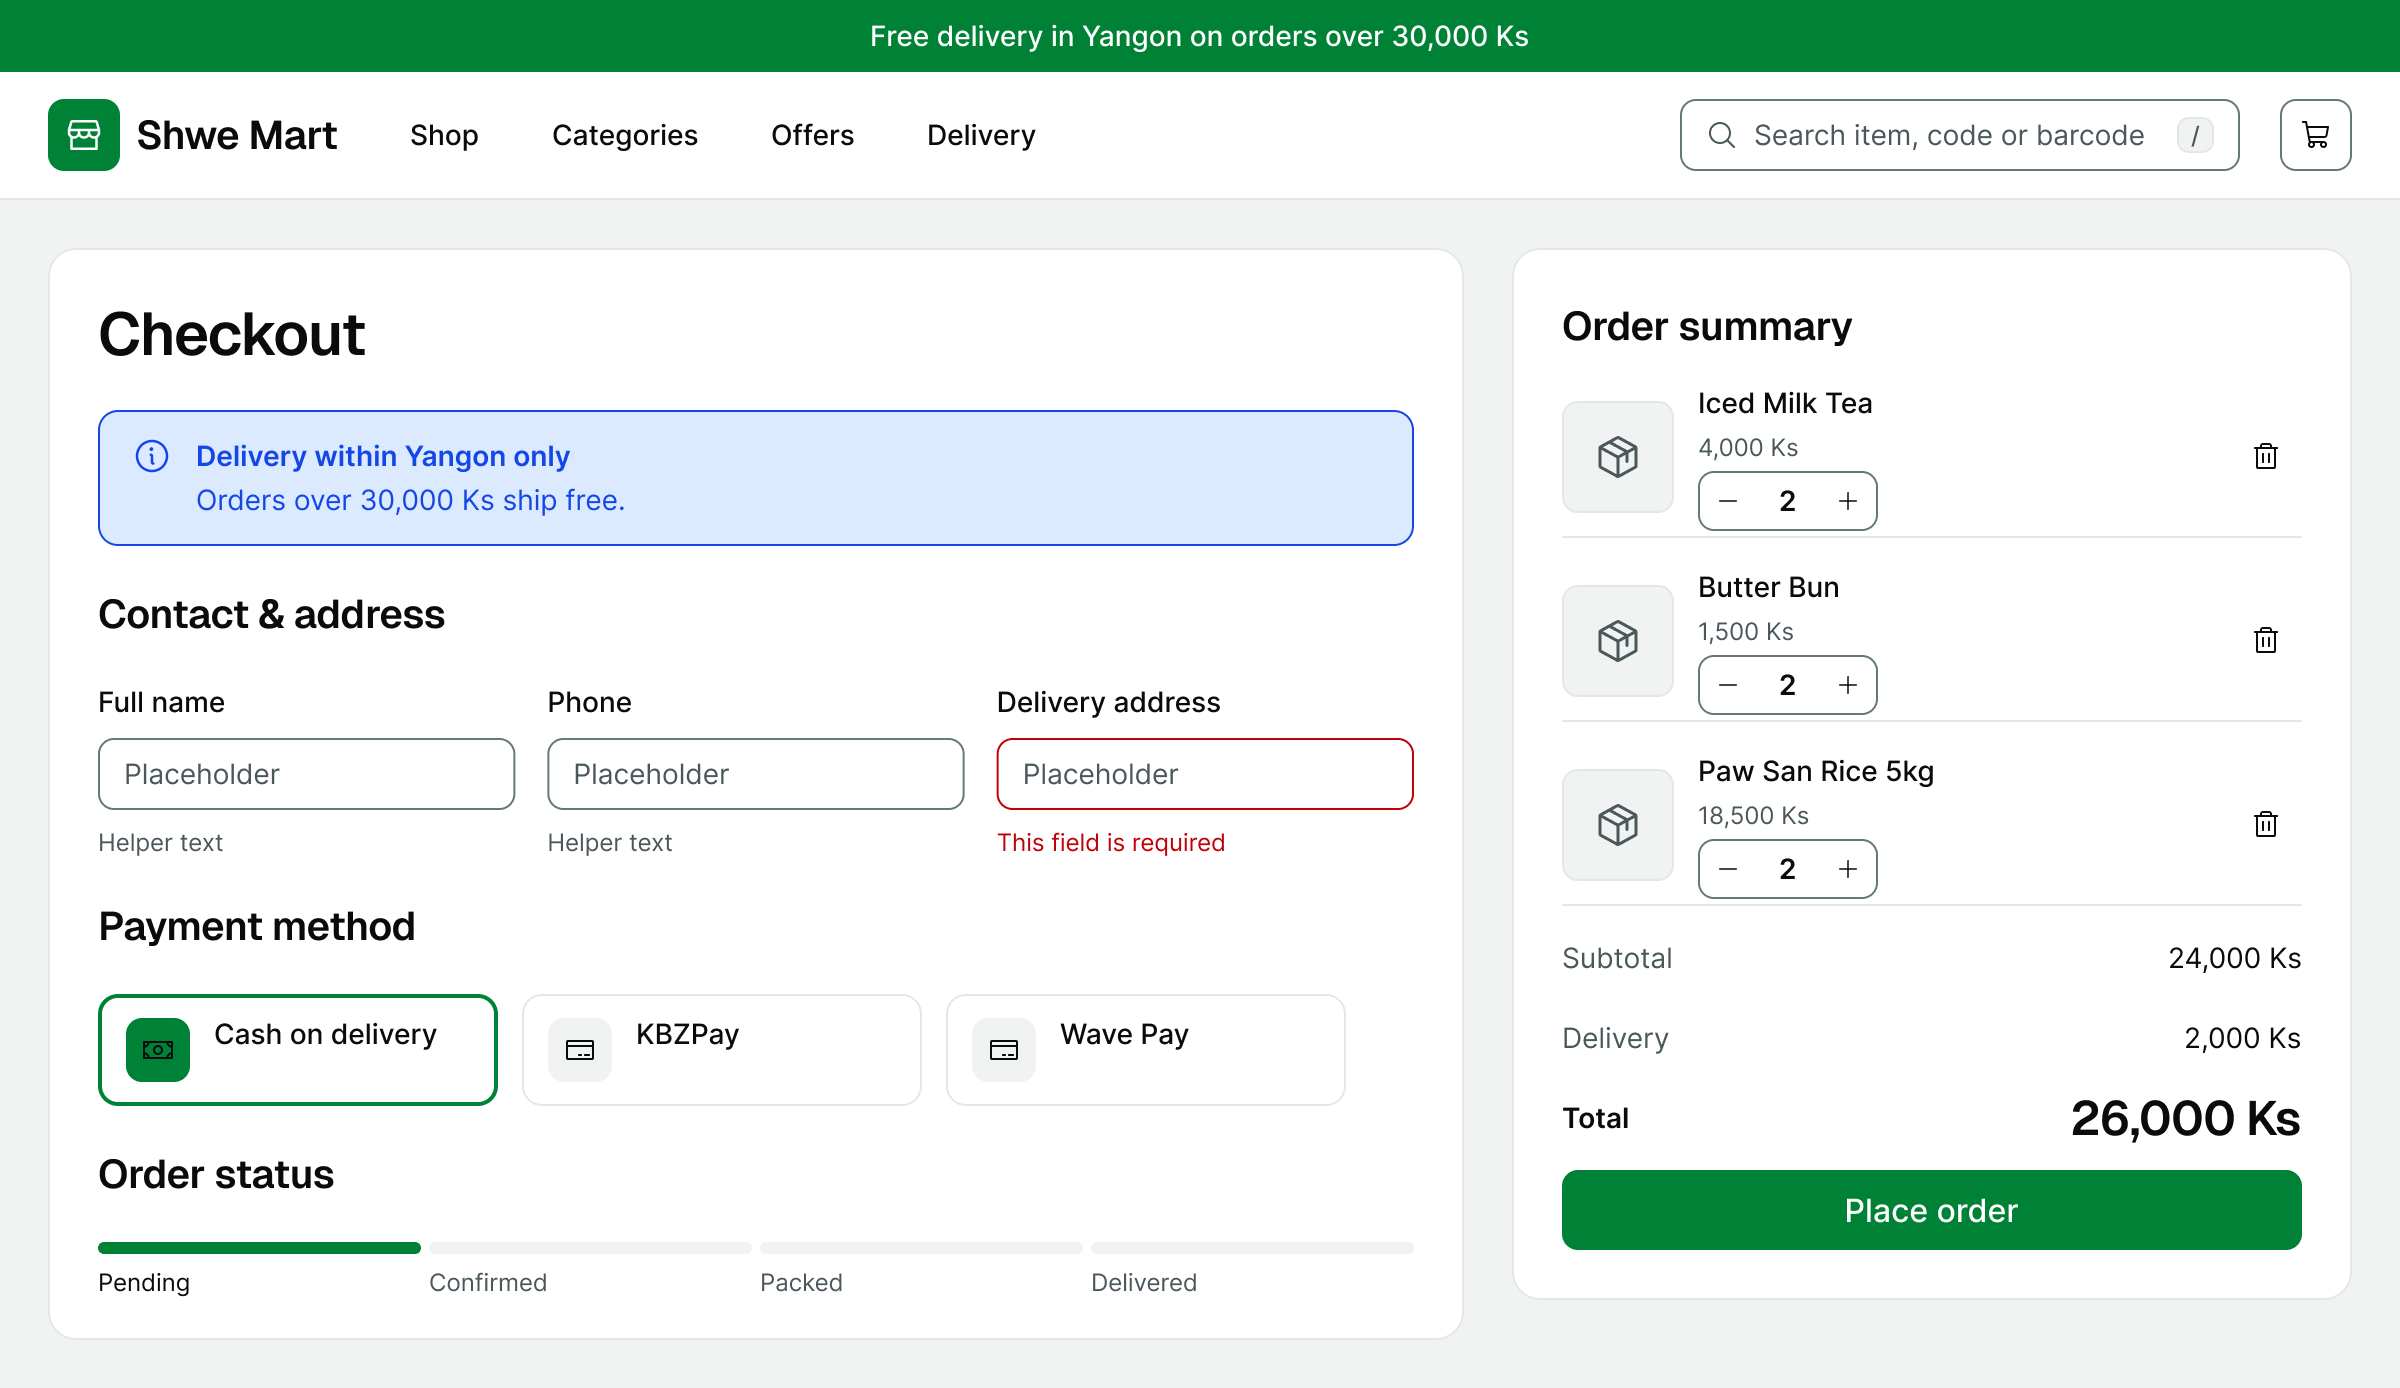 Free delivery in Yangon on orders over 30,000 Ks
Shwe Mart
Shop
Categories
Offers
Delivery
Search item, code or barcode
/
Checkout
Delivery within Yangon only
Orders over 30,000 Ks ship free.
Contact & address
Full name
Phone
Delivery address
Placeholder
Placeholder
Placeholder
Helper text
Helper text
This field is required
Payment method
Cash on delivery
KBZPay
Wave Pay
Order status
Pending
Confirmed
Packed
Delivered
Order summary
Iced Milk Tea
4,000 Ks
2
Butter Bun
1,500 Ks
2
Paw San Rice 5kg
18,500 Ks
2
Subtotal
24,000 Ks
Delivery
2,000 Ks
Total
26,000 Ks
Place order